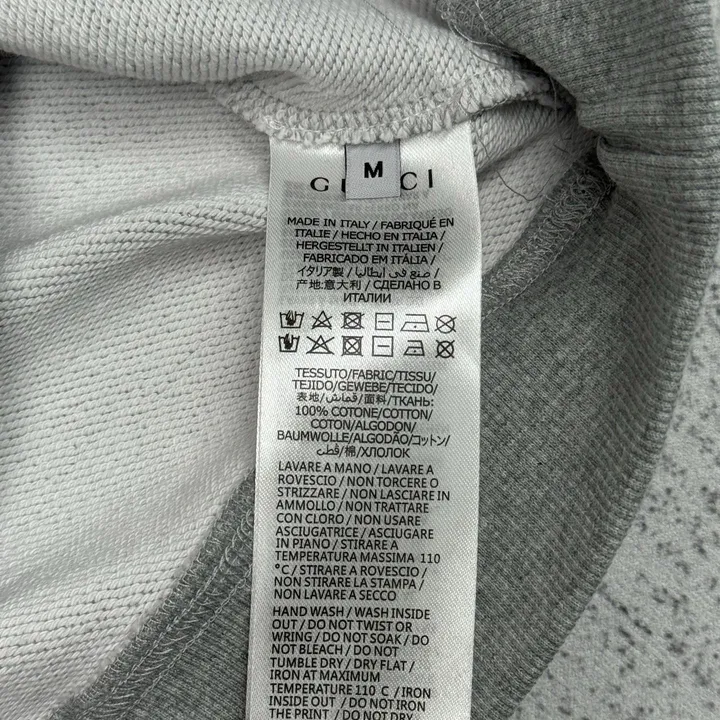 M
GUCCI
MADE IN ITALY / FABRIQUÉ EN
ITALIE / HECHO EN ITALIA /
HERGESTELLT IN ITALIEN /
FABRICADO EM ITÁLIA /
イタリア製 / صنع في إيطاليا /
产地:意大利 / СДЕЛАНО В
ИТАЛИИ
TESSUTO/FABRIC/TISSU/
TEJIDO/GEWEBE/TECIDO/
表地/قماش/面料/ТКАНЬ:
100% COTONE/COTTON/
COTON/ALGODON/
BAUMWOLLE/ALGODÃO/コットン/
قطن/棉/ХЛОЛОК
LAVARE A MANO / LAVARE A
ROVESCIO / NON TORCERE O
STRIZZARE / NON LASCIARE IN
AMMOLLO / NON TRATTARE
CON CLORO / NON USARE
ASCIUGATRICE / ASCIUGARE
IN PIANO / STIRARE A
TEMPERATURA MASSIMA 110
°C / STIRARE A ROVESCIO /
NON STIRARE LA STAMPA /
NON LAVARE A SECCO
HAND WASH / WASH INSIDE
OUT / DO NOT TWIST OR
WRING / DO NOT SOAK / DO
NOT BLEACH / DO NOT
TUMBLE DRY / DRY FLAT /
IRON AT MAXIMUM
TEMPERATURE 110 C / IRON
INSIDE OUT / DO NOT IRON
THE PRINT / DO NOT DRY